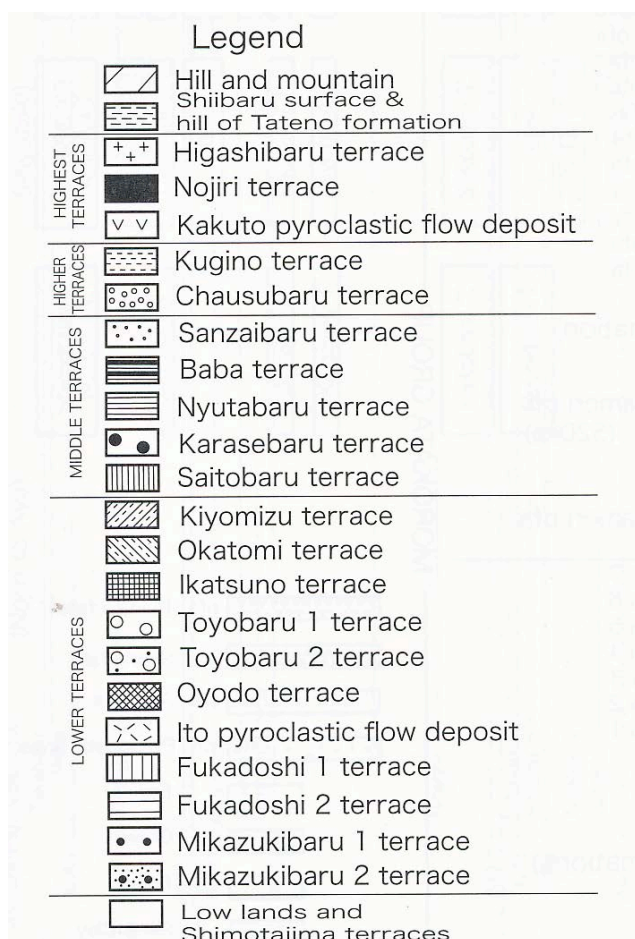 Legend
Hill and mountain
Shiibaru surface &
hill of Tateno formation
HIGHEST
TERRACES
Higashibaru terrace
Nojiri terrace
Kakuto pyroclastic flow deposit
HIGHER
TERRACES
Kugino terrace
Chausubaru terrace
MIDDLE TERRACES
Sanzaibaru terrace
Baba terrace
Nyutabaru terrace
Karasebaru terrace
Saitobaru terrace
LOWER TERRACES
Kiyomizu terrace
Okatomi terrace
Ikatsuno terrace
Toyobaru 1 terrace
Toyobaru 2 terrace
Oyodo terrace
Ito pyroclastic flow deposit
Fukadoshi 1 terrace
Fukadoshi 2 terrace
Mikazukibaru 1 terrace
Mikazukibaru 2 terrace
Low lands and
Shimotajima terraces